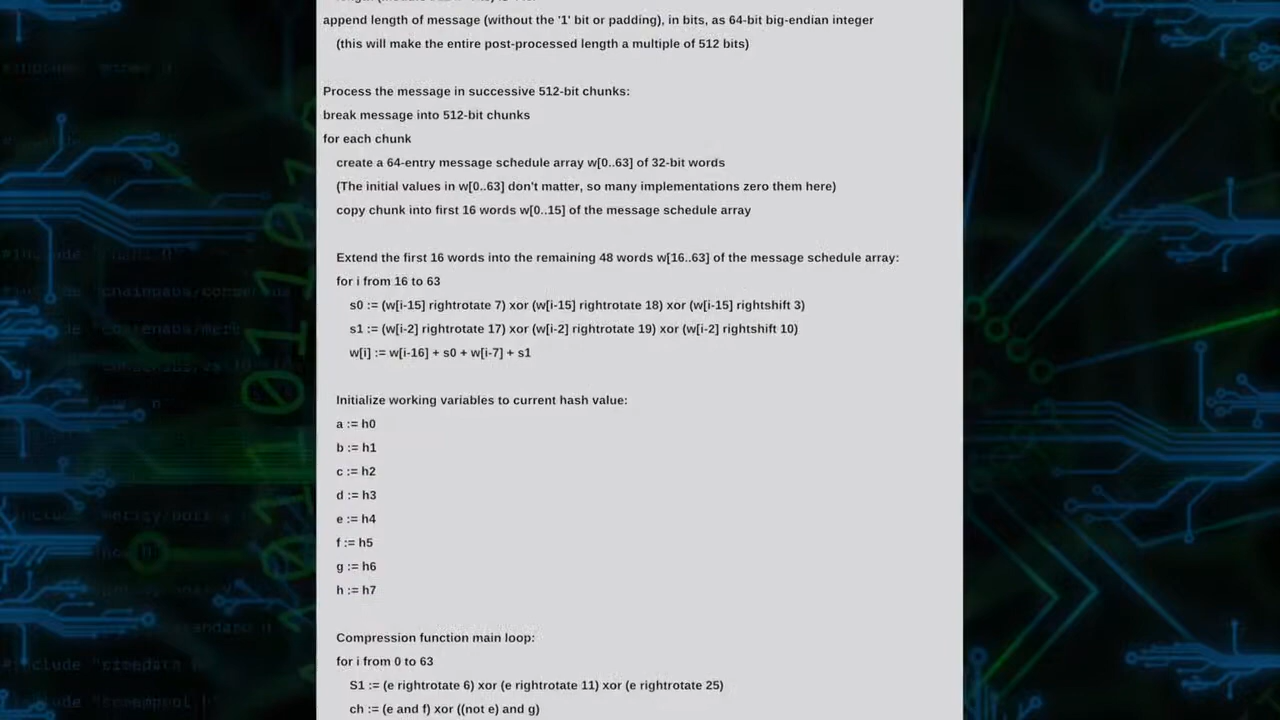 append length of message (without the '1' bit or padding), in bits, as 64-bit big-endian integer
(this will make the entire post-processed length a multiple of 512 bits)
Process the message in successive 512-bit chunks:
break message into 512-bit chunks
for each chunk
create a 64-entry message schedule array w[0..63] of 32-bit words
(The initial values in w[0..63] don't matter, so many implementations zero them here)
copy chunk into first 16 words w[0..15] of the message schedule array
Extend the first 16 words into the remaining 48 words w[16..63] of the message schedule array:
for i from 16 to 63
s0 := (w[i-15] rightrotate 7) xor (w[i-15] rightrotate 18) xor (w[i-15] rightshift 3)
s1 := (w[i-2] rightrotate 17) xor (w[i-2] rightrotate 19) xor (w[i-2] rightshift 10)
w[i] := w[i-16] + s0 + w[i-7] + s1
Initialize working variables to current hash value:
a := h0
b := h1
c := h2
d := h3
e := h4
f := h5
g := h6
h := h7
Compression function main loop:
for i from 0 to 63
S1 := (e rightrotate 6) xor (e rightrotate 11) xor (e rightrotate 25)
ch := (e and f) xor ((not e) and g)